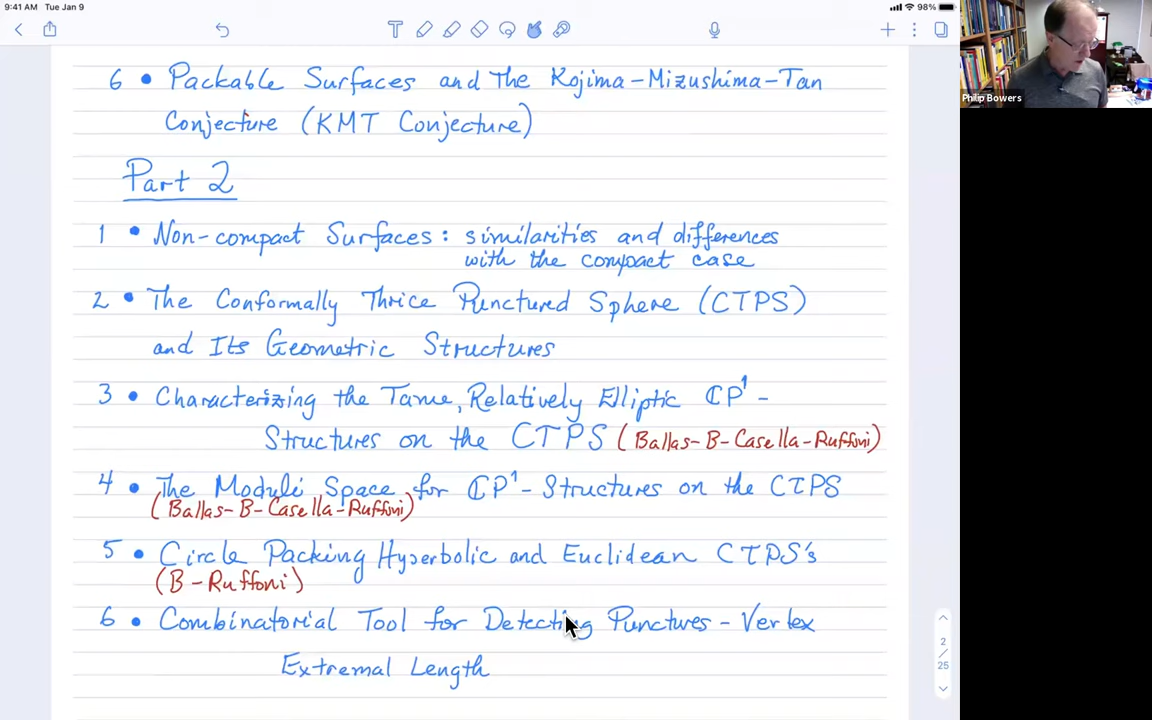 9:41 AM Tue Jan 9
98%
6 • Packable Surfaces and The Kojima-Mizushima-Tan
Conjecture (KMT Conjecture)
Philip Bowers
Part 2
1 • Non-compact Surfaces: similarities and differences
with the compact case
2 • The Conformally Thrice Punctured Sphere (CTPS)
and Its Geometric Structures
3 • Characterizing the Tame, Relatively Elliptic ℂP¹-
Structures on the CTPS (Ballas-B-Casella-Ruffoni)
4 • The Moduli Space for ℂP¹-Structures on the CTPS
(Ballas-B-Casella-Ruffoni)
5 • Circle Packing Hyperbolic and Euclidean CTPS's
(B-Ruffoni)
6 • Combinatorial Tool for Detecting Punctures - Vertex
Extremal Length
2
/
25